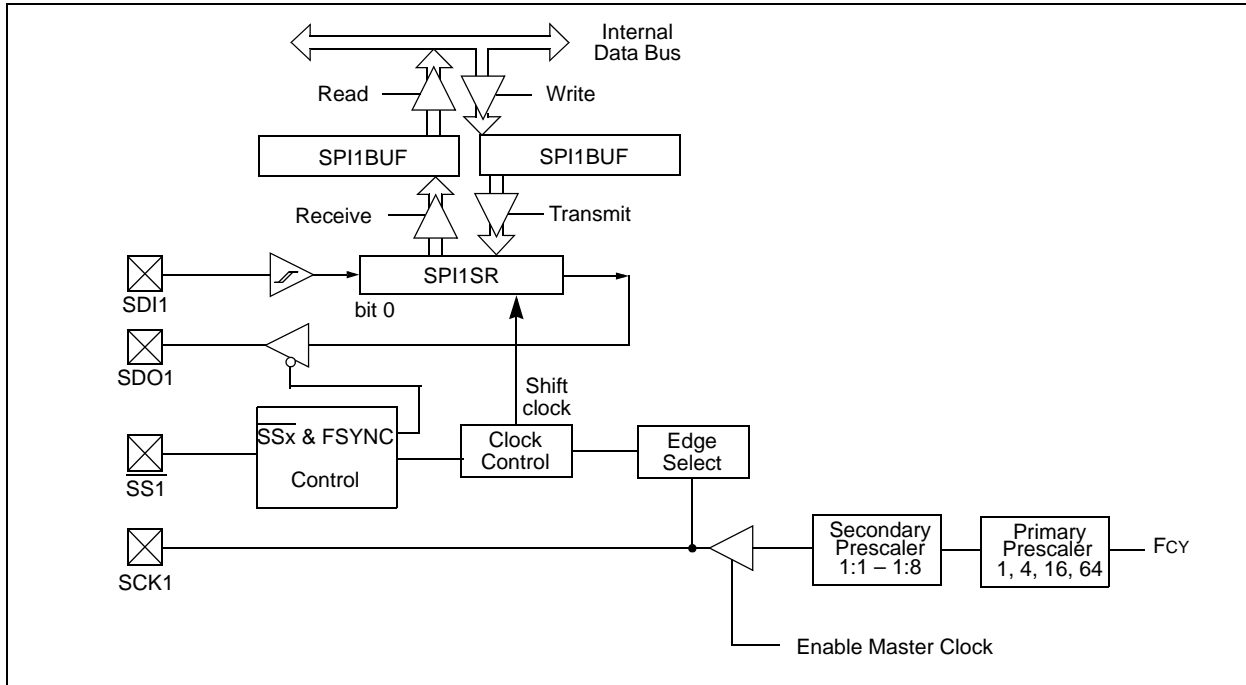 Internal
Data Bus
Read
Write
SPI1BUF
SPI1BUF
Receive
Transmit
SPI1SR
SDI1
bit 0
SDO1
Shift
clock
SSx & FSYNC
Control
Clock
Control
Edge
Select
SS1
Secondary
Prescaler
1:1 – 1:8
Primary
Prescaler
1, 4, 16, 64
FCY
SCK1
Enable Master Clock